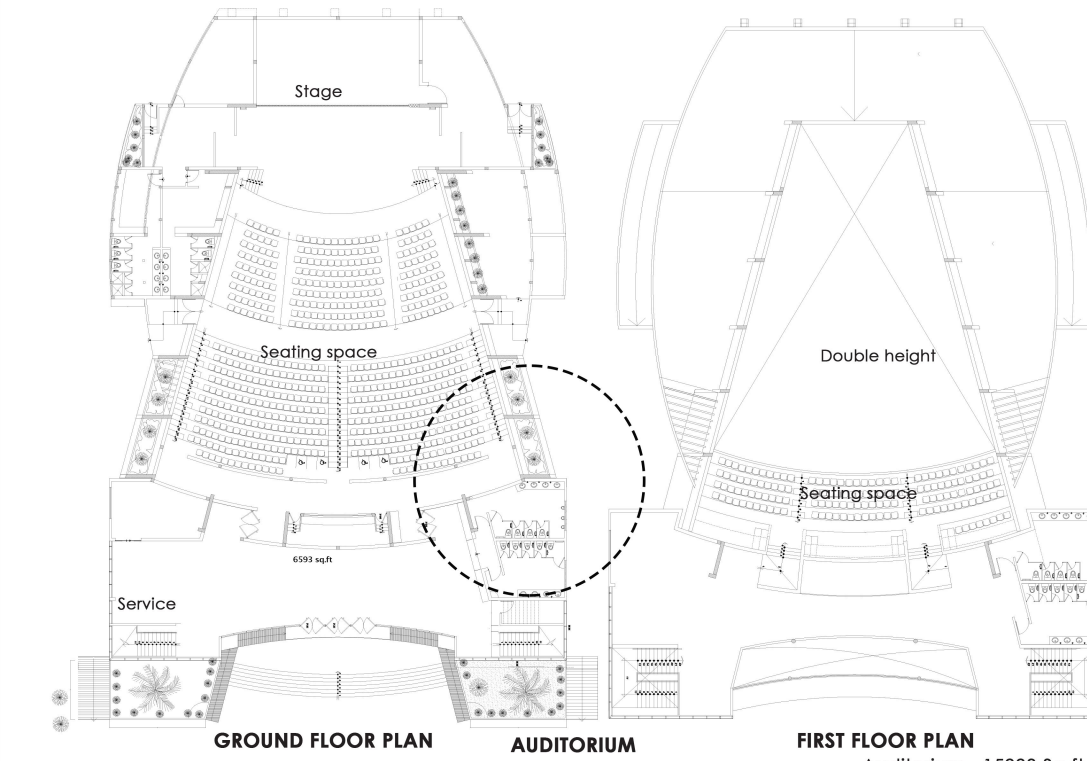 Stage
Seating space
Double height
Seating space
6593 sq.ft
Service
GROUND FLOOR PLAN
AUDITORIUM
FIRST FLOOR PLAN